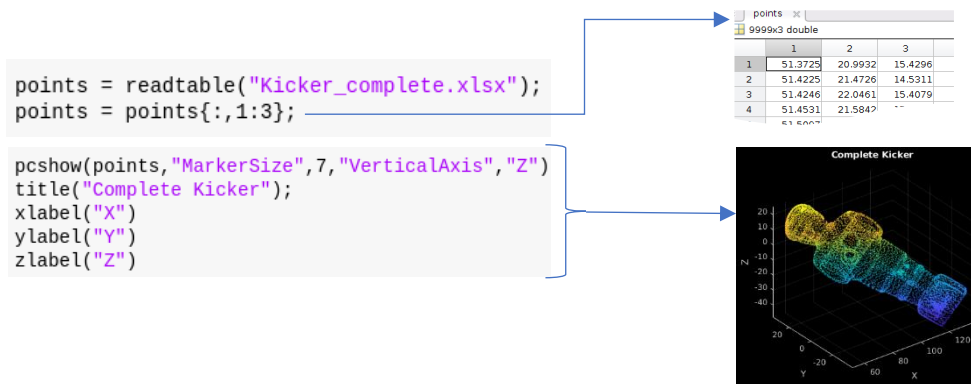 points = readtable("Kicker_complete.xlsx");
points = points{:,1:3};
pcshow(points,"MarkerSize",7,"VerticalAxis","Z")
title("Complete Kicker");
xlabel("X")
ylabel("Y")
zlabel("Z")
points
9999x3 double
1 2 3
1 51.3725 20.9932 15.4296
2 51.4225 21.4726 14.5311
3 51.4246 22.0461 15.4079
4 51.4531 21.5842
Complete Kicker
20
10
0
-10
-20
-30
-40
Z
20
0
-20
Y
60
80
100
120
X